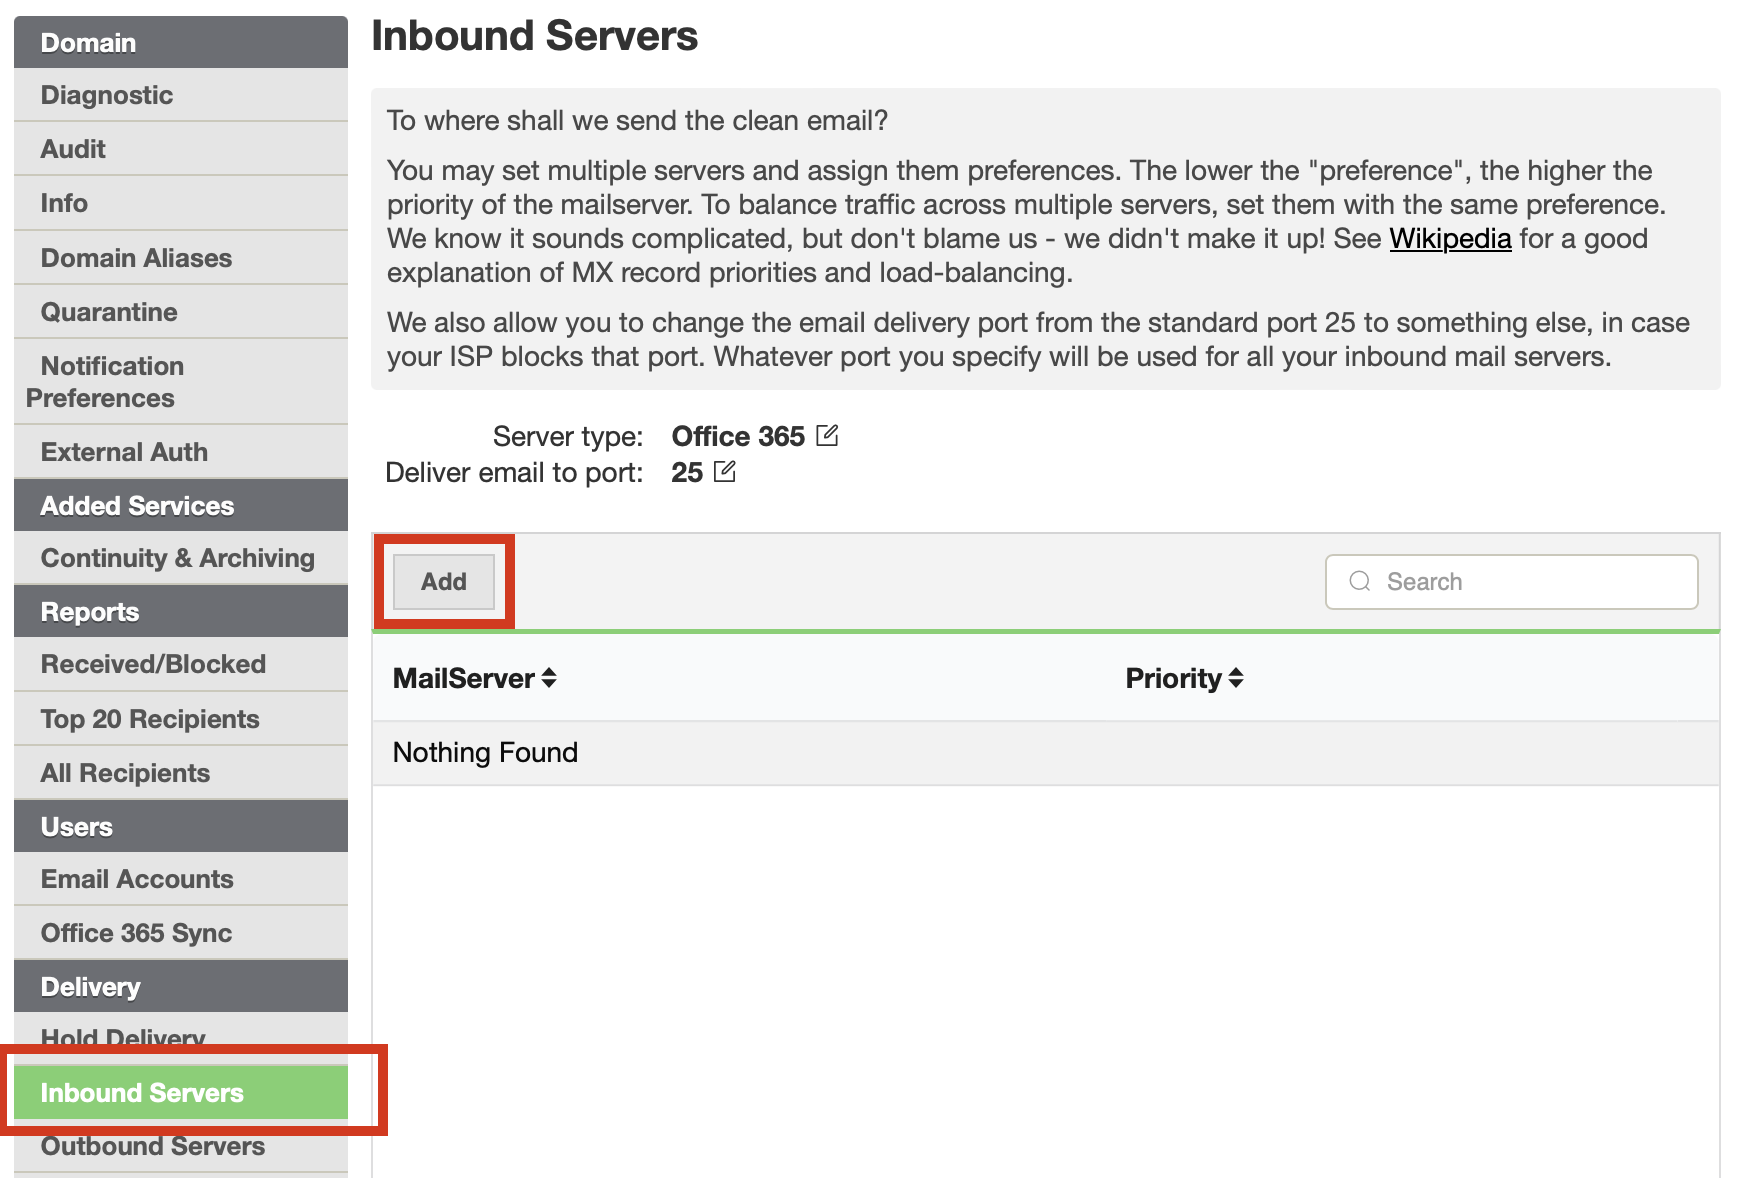 Domain
Diagnostic
Audit
Info
Domain Aliases
Quarantine
Notification
Preferences
External Auth
Added Services
Continuity & Archiving
Reports
Received/Blocked
Top 20 Recipients
All Recipients
Users
Email Accounts
Office 365 Sync
Delivery
Hold Delivery
Inbound Servers
Outbound Servers
Inbound Servers
To where shall we send the clean email?
You may set multiple servers and assign them preferences. The lower the "preference", the higher the
priority of the mailserver. To balance traffic across multiple servers, set them with the same preference.
We know it sounds complicated, but don't blame us - we didn't make it up! See Wikipedia for a good
explanation of MX record priorities and load-balancing.
We also allow you to change the email delivery port from the standard port 25 to something else, in case
your ISP blocks that port. Whatever port you specify will be used for all your inbound mail servers.
Server type: Office 365
Deliver email to port: 25
Add
Search
MailServer Priority
Nothing Found